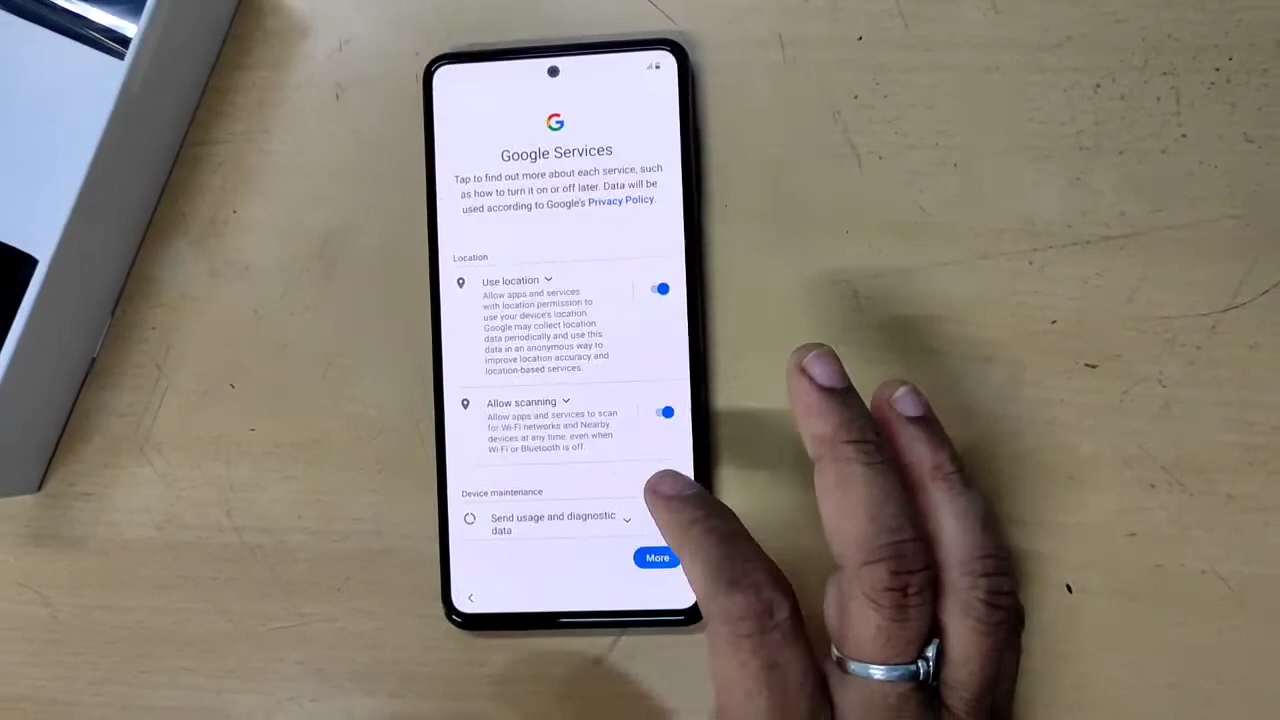 Google Services
Tap to find out more about each service, such
as how to turn it on or off later. Data will be
used according to Google's Privacy Policy.
Location
Use location
Allow apps and services
with location permission to
use your device's location.
Google may collect location
data periodically and use this
data in an anonymous way to
improve location accuracy and
location-based services.
Allow scanning
Allow apps and services to scan
for Wi-Fi networks and Nearby
devices at any time, even when
Wi-Fi or Bluetooth is off.
Device maintenance
Send usage and diagnostic
data
More